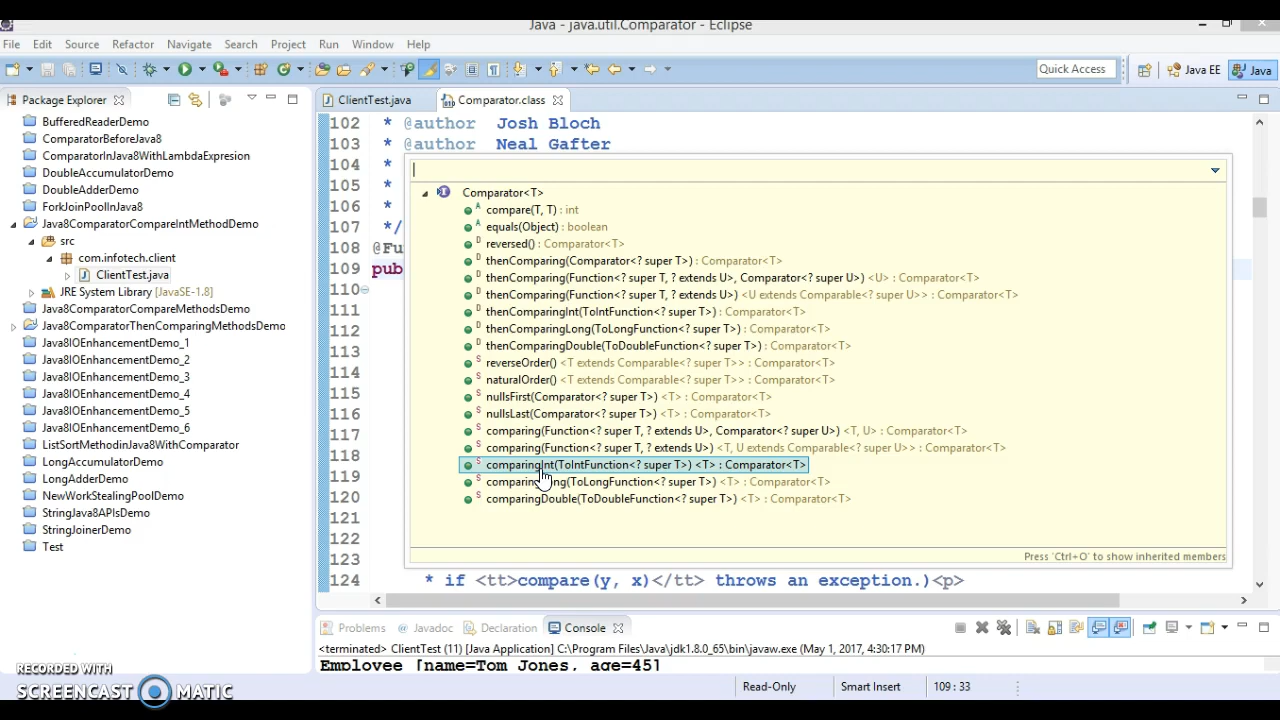 Java - java.util.Comparator - Eclipse
File Edit Source Refactor Navigate Search Project Run Window Help
Quick Access Java EE Java
Package Explorer
BufferedReaderDemo
ComparatorBeforeJava8
ComparatorInJava8WithLambdaExpresion
DoubleAccumulatorDemo
DoubleAdderDemo
ForkJoinPoolInJava8
Java8ComparatorCompareIntMethodDemo
src
com.infotech.client
ClientTest.java
JRE System Library [JavaSE-1.8]
Java8ComparatorCompareMethodsDemo
Java8ComparatorThenComparingMethodsDemo
Java8IOEnhancementDemo_1
Java8IOEnhancementDemo_2
Java8IOEnhancementDemo_3
Java8IOEnhancementDemo_4
Java8IOEnhancementDemo_5
Java8IOEnhancementDemo_6
ListSortMethodinJava8WithComparator
LongAccumulatorDemo
LongAdderDemo
NewWorkStealingPoolDemo
StringJava8APIsDemo
StringJoinerDemo
Test
ClientTest.java Comparator.class
102 * @author Josh Bloch
103 * @author Neal Gafter
104 *
105 *
106 *
107 */
108 @Fu
109 pub
110
111
112
113
114
115
116
117
118
119
120
121
122
123
124 * if <tt>compare(y, x)</tt> throws an exception.)<p>
Comparator<T>
A compare(T, T) : int
A equals(Object) : boolean
D reversed() : Comparator<T>
D thenComparing(Comparator<? super T>) : Comparator<T>
D thenComparing(Function<? super T, ? extends U>, Comparator<? super U>) <U> : Comparator<T>
D thenComparing(Function<? super T, ? extends U>) <U extends Comparable<? super U>> : Comparator<T>
D thenComparingInt(ToIntFunction<? super T>) : Comparator<T>
D thenComparingLong(ToLongFunction<? super T>) : Comparator<T>
D thenComparingDouble(ToDoubleFunction<? super T>) : Comparator<T>
S reverseOrder() <T extends Comparable<? super T>> : Comparator<T>
S naturalOrder() <T extends Comparable<? super T>> : Comparator<T>
S nullsFirst(Comparator<? super T>) <T> : Comparator<T>
S nullsLast(Comparator<? super T>) <T> : Comparator<T>
S comparing(Function<? super T, ? extends U>, Comparator<? super U>) <T, U> : Comparator<T>
S comparing(Function<? super T, ? extends U>) <T, U extends Comparable<? super U>> : Comparator<T>
S comparingInt(ToIntFunction<? super T>) <T> : Comparator<T>
S comparingLong(ToLongFunction<? super T>) <T> : Comparator<T>
S comparingDouble(ToDoubleFunction<? super T>) <T> : Comparator<T>
Press 'Ctrl+O' to show inherited members
Problems Javadoc Declaration Console
<terminated> ClientTest (11) [Java Application] C:\Program Files\Java\jdk1.8.0_65\bin\javaw.exe (May 1, 2017, 4:30:17 PM)
Employee [name=Tom Jones, age=45]
Read-Only Smart Insert 109 : 33
RECORDED WITH
SCREENCAST MATIC